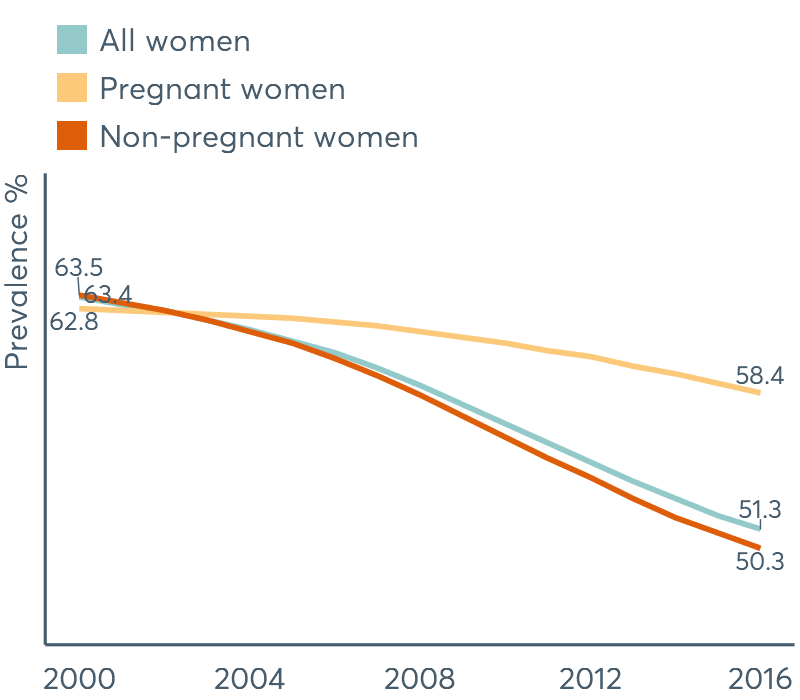 All women
Pregnant women
Non-pregnant women
Prevalence %
63.5
63.4
62.8
58.4
51.3
50.3
2000 2004 2008 2012 2016